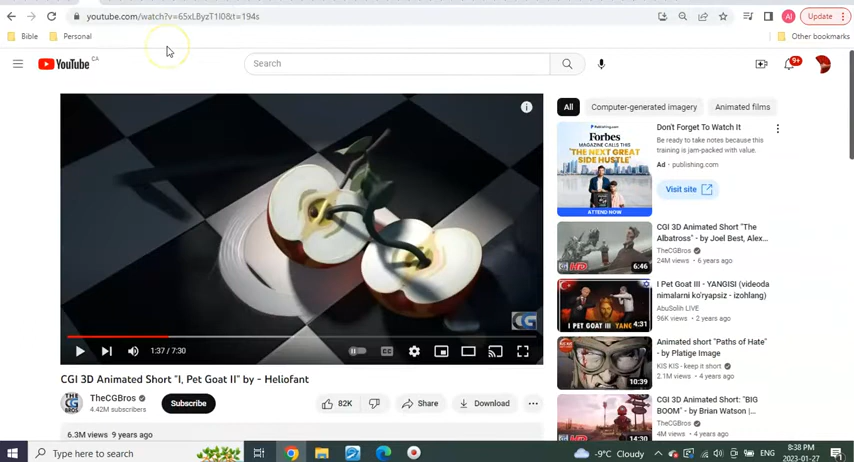 youtube.com/watch?v=65xLByzT1I0&t=194s
AI
Update
Bible
Personal
Other bookmarks
YouTube
CA
Search
9+
CC
1:37 / 7:30
CGI 3D Animated Short "I, Pet Goat II" by - Heliofant
TheCGBros
4.42M subscribers
Subscribe
82K
Share
Download
6.3M views 9 years ago
All
Computer-generated imagery
Animated films
Forbes
MAGAZINE CALLS THIS
"THE NEXT GREAT
SIDE HUSTLE"
ATTEND NOW
Don't Forget To Watch It
Be ready to take notes because this
training is jam-packed with value.
Ad · publishing.com
Visit site
CGI 3D Animated Short "The
Albatross" - by Joel Best, Alex...
TheCGBros
24M views · 6 years ago
6:46
I Pet Goat III - YANGISI (videoda
nimalarni ko'ryapsiz - izohlang)
AbuSolih LIVE
96K views · 2 years ago
I PET GOAT III YANGISI
4:31
Animated short "Paths of Hate"
- by Platige Image
KiS KiS - keep it short
2.1M views · 4 years ago
10:39
CGI 3D Animated Short: "BIG
BOOM" - by Brian Watson |...
TheCGBros
4M views · 4 years ago
14:30
Type here to search
-9°C Cloudy
ENG
8:38 PM
2023-01-27